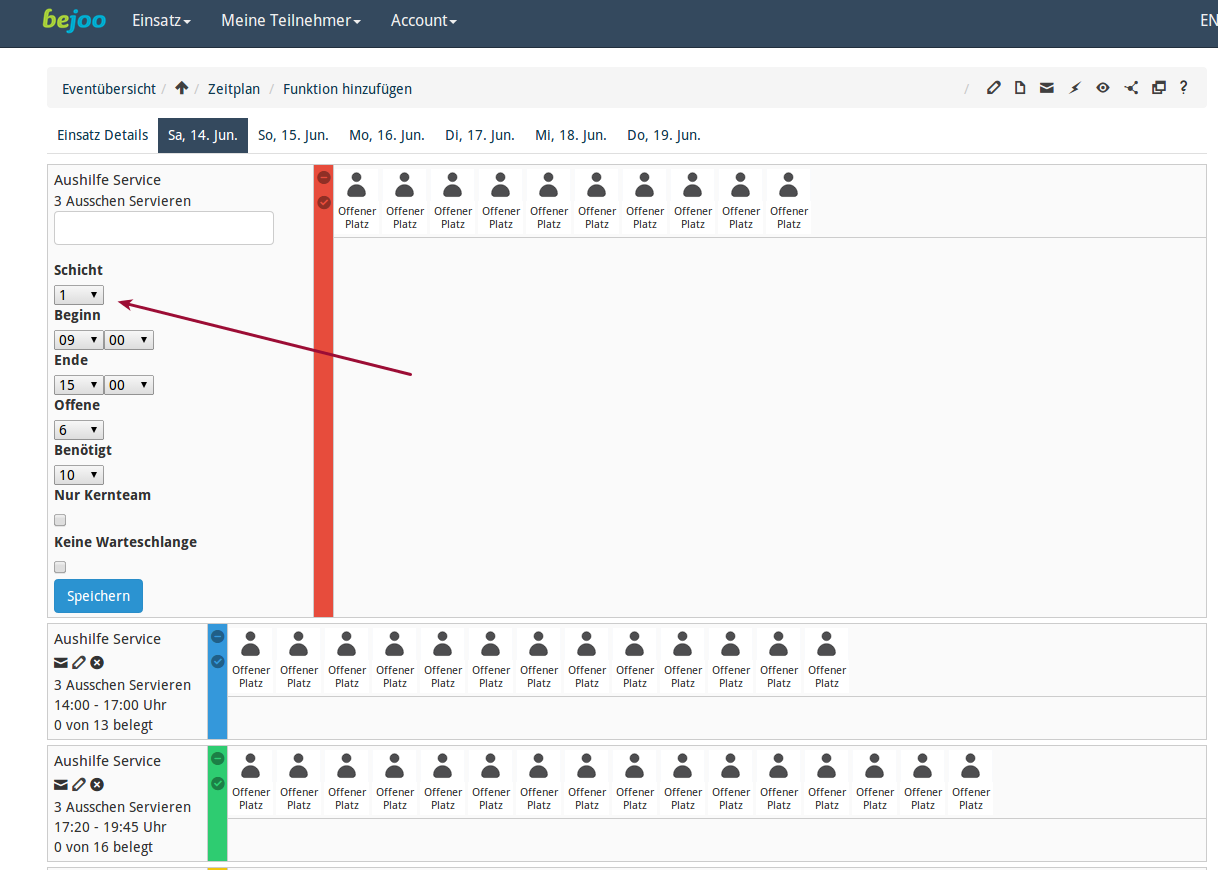 bejoo Einsatz Meine Teilnehmer Account EN
Eventübersicht / / Zeitplan / Funktion hinzufügen / ?
Einsatz Details Sa, 14. Jun. So, 15. Jun. Mo, 16. Jun. Di, 17. Jun. Mi, 18. Jun. Do, 19. Jun.
Aushilfe Service
3 Ausschen Servieren
Offener Offener Offener Offener Offener Offener Offener Offener Offener Offener
Platz Platz Platz Platz Platz Platz Platz Platz Platz Platz
Schicht
1
Beginn
09 00
Ende
15 00
Offene
6
Benötigt
10
Nur Kernteam
Keine Warteschlange
Speichern
Aushilfe Service
3 Ausschen Servieren
14:00 - 17:00 Uhr
0 von 13 belegt
Offener Offener Offener Offener Offener Offener Offener Offener Offener Offener Offener Offener Offener
Platz Platz Platz Platz Platz Platz Platz Platz Platz Platz Platz Platz Platz
Aushilfe Service
3 Ausschen Servieren
17:20 - 19:45 Uhr
0 von 16 belegt
Offener Offener Offener Offener Offener Offener Offener Offener Offener Offener Offener Offener Offener Offener Offener Offener
Platz Platz Platz Platz Platz Platz Platz Platz Platz Platz Platz Platz Platz Platz Platz Platz